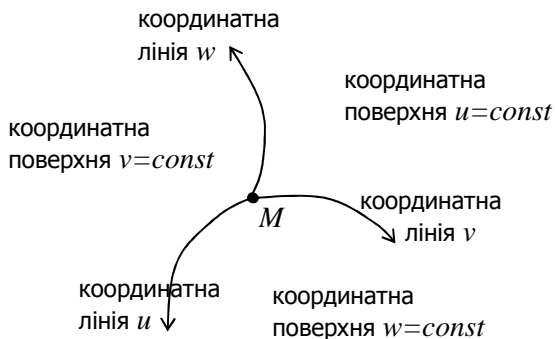 координатна
лінія w
координатна
поверхня u=const
координатна
поверхня v=const
M
координатна
лінія v
координатна
лінія u
координатна
поверхня w=const